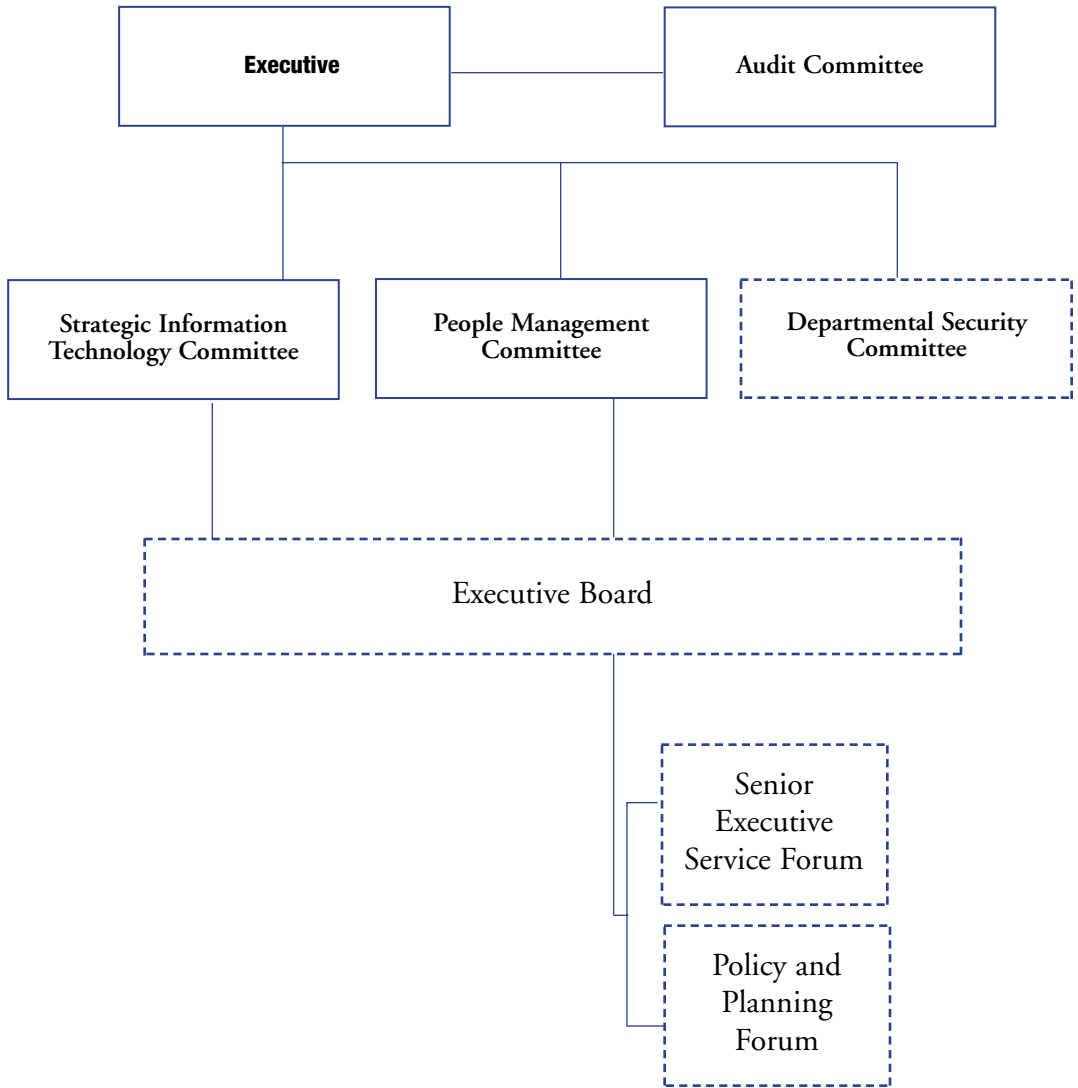 Executive
Audit Committee
Strategic Information
Technology Committee
People Management
Committee
Departmental Security
Committee
Executive Board
Senior
Executive
Service Forum
Policy and
Planning
Forum